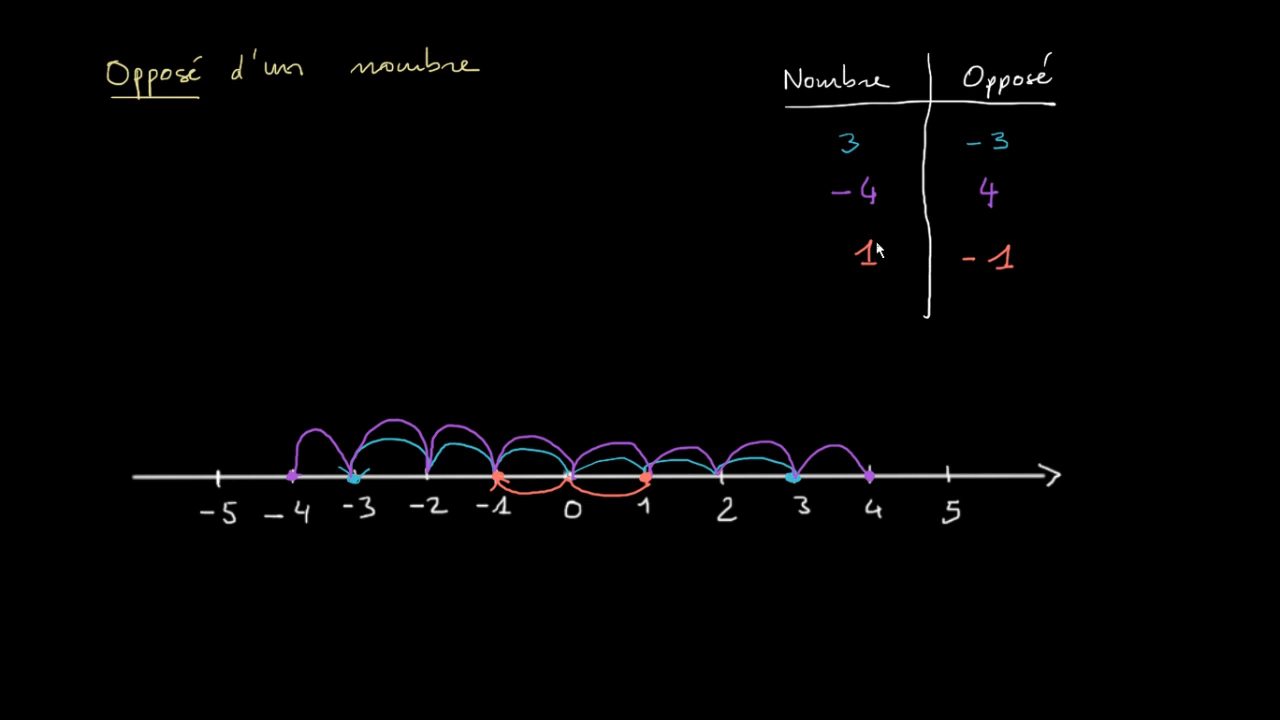 Opposé d'un nombre
Nombre Opposé
3 -3
-4 4
1 -1
-5 -4 -3 -2 -1 0 1 2 3 4 5